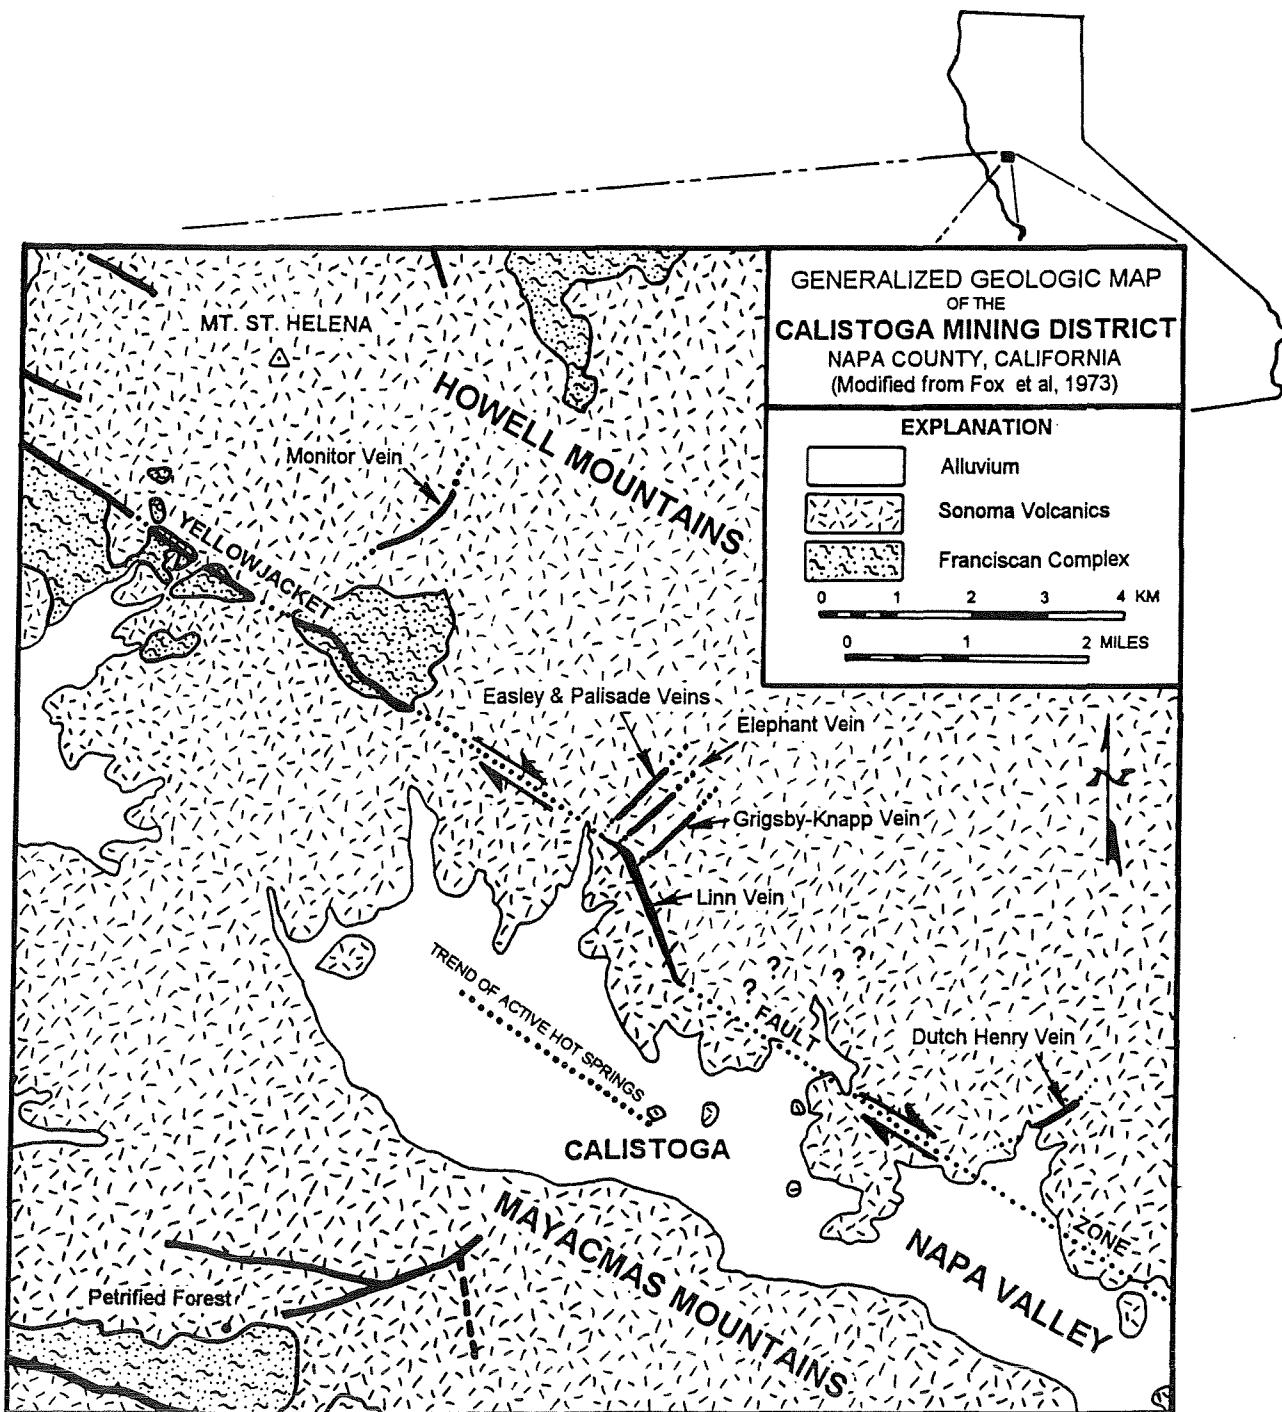 GENERALIZED GEOLOGIC MAP
OF THE
CALISTOGA MINING DISTRICT
NAPA COUNTY, CALIFORNIA
(Modified from Fox et al, 1973)
EXPLANATION
Alluvium
Sonoma Volcanics
Franciscan Complex
0 1 2 3 4 KM
0 1 2 MILES
MT. ST. HELENA
HOWELL MOUNTAINS
Monitor Vein
YELLOWJACKET
Easley & Palisade Veins
Elephant Vein
N
Grigsby-Knapp Vein
Linn Vein
TREND OF ACTIVE HOT SPRINGS
? ? ? ?
FAULT
Dutch Henry Vein
CALISTOGA
MAYACMAS MOUNTAINS
ZONE
NAPA VALLEY
Petrified Forest